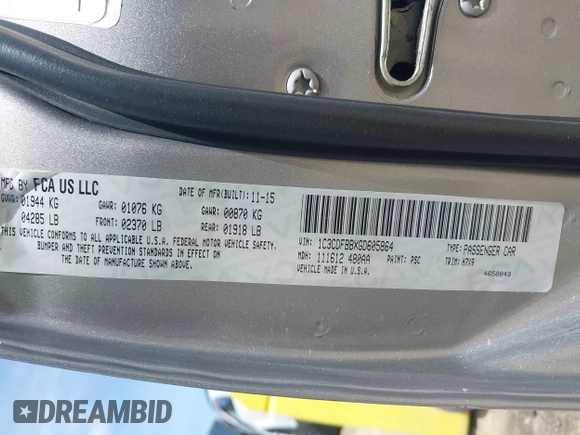 MFG BY FCA US LLC DATE OF MFR(BUILT): 11-15
GVWR: 01944 KG GAWR: 01076 KG GAWR: 00870 KG
04285 LB FRONT: 02370 LB REAR: 01918 LB
THIS VEHICLE CONFORMS TO ALL APPLICABLE U.S.A. FEDERAL MOTOR VEHICLE SAFETY,
BUMPER AND THEFT PREVENTION STANDARDS IN EFFECT ON
THE DATE OF MANUFACTURE SHOWN ABOVE.
VIN: 1C3CDFBBXGD605864 TYPE: PASSENGER CAR
MDH: 111612 480AA PAINT: PSC TRIM: H7X9
VEHICLE MADE IN U.S.A. 4658943
DREAMBID